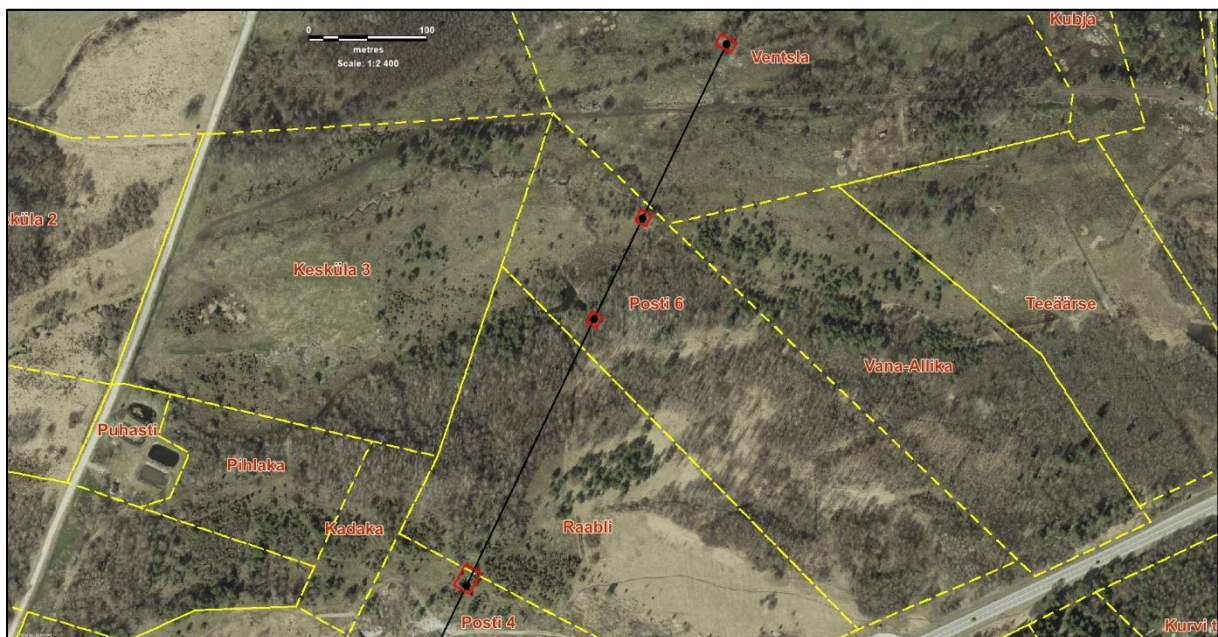 0 100
metres
Scale: 1:2 400
Kubja
Ventsla
küla 2
Kesküla 3
Posti 6
Teeäärse
Vana-Allika
Puhasti
Pihlaka
Kadaka
Raabli
Posti 4
Kurvi t